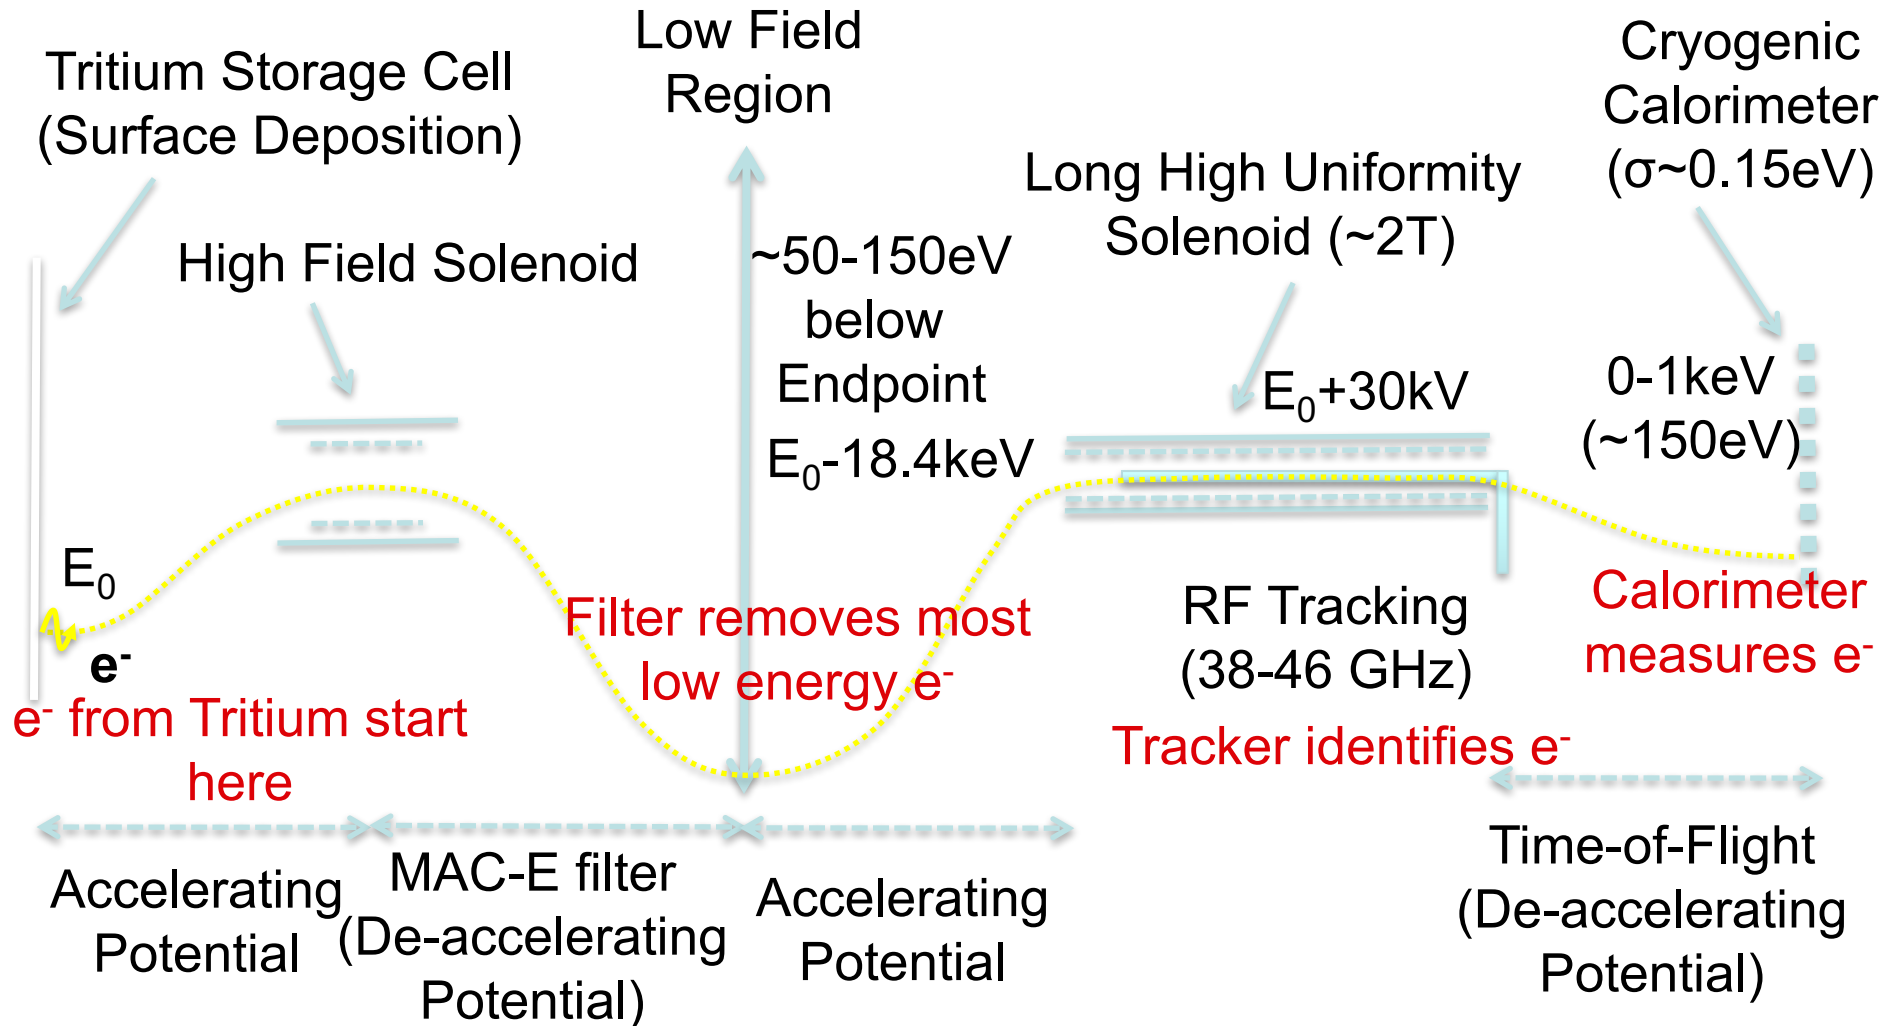 Tritium Storage Cell
(Surface Deposition)
High Field Solenoid
Low Field
Region
~50-150eV
below
Endpoint
E₀-18.4keV
Long High Uniformity
Solenoid (~2T)
E₀+30kV
Cryogenic
Calorimeter
(σ~0.15eV)
0-1keV
(~150eV)
E₀
e⁻
e⁻ from Tritium start
here
Filter removes most
low energy e⁻
RF Tracking
(38-46 GHz)
Tracker identifies e⁻
Calorimeter
measures e⁻
Accelerating
Potential
MAC-E filter
(De-accelerating
Potential)
Accelerating
Potential
Time-of-Flight
(De-accelerating
Potential)